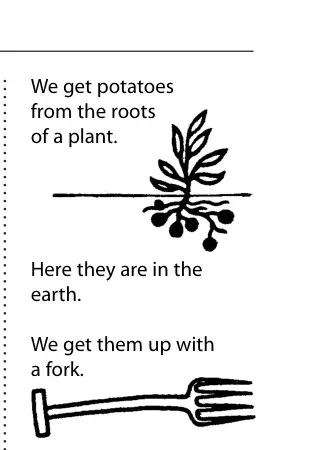 We get potatoes
from the roots
of a plant.
Here they are in the
earth.
We get them up with
a fork.